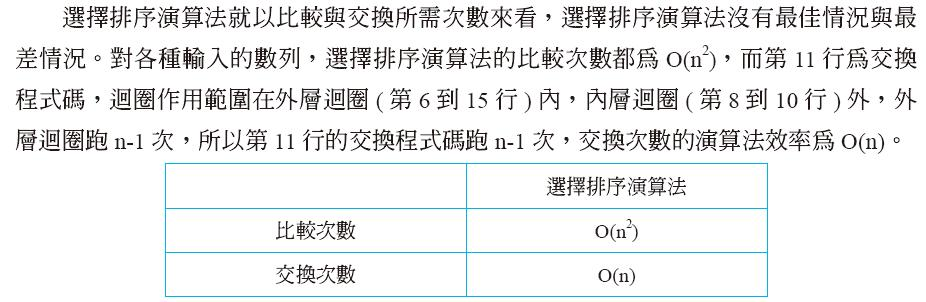 選擇排序演算法就以比較與交換所需次數來看，選擇排序演算法沒有最佳情況與最
差情況。對各種輸入的數列，選擇排序演算法的比較次數都為 O(n²)，而第 11 行為交換
程式碼，迴圈作用範圍在外層迴圈 ( 第 6 到 15 行 ) 內，內層迴圈 ( 第 8 到 10 行 ) 外，外
層迴圈跑 n-1 次，所以第 11 行的交換程式碼跑 n-1 次，交換次數的演算法效率為 O(n)。
選擇排序演算法
比較次數 O(n²)
交換次數 O(n)